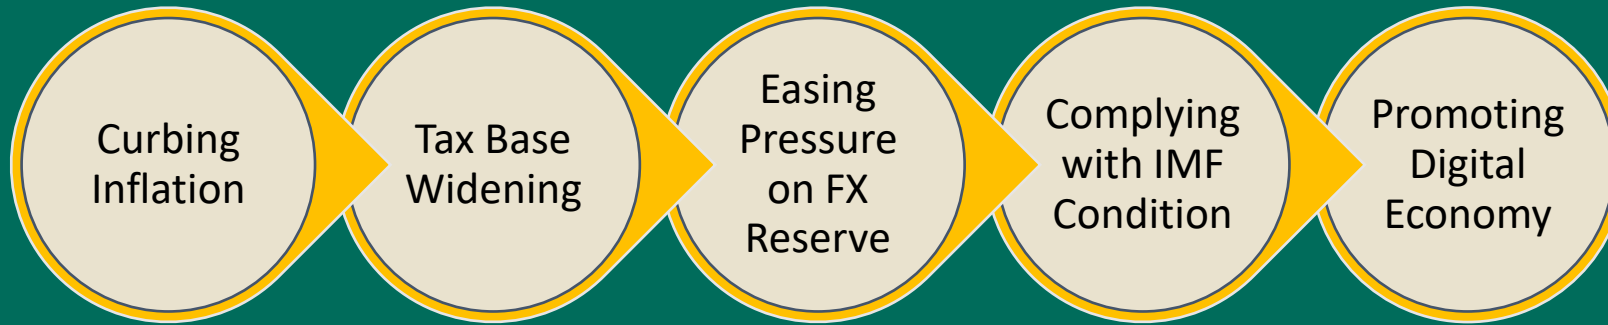 Curbing
Inflation
Tax Base
Widening
Easing
Pressure
on FX
Reserve
Complying
with IMF
Condition
Promoting
Digital
Economy